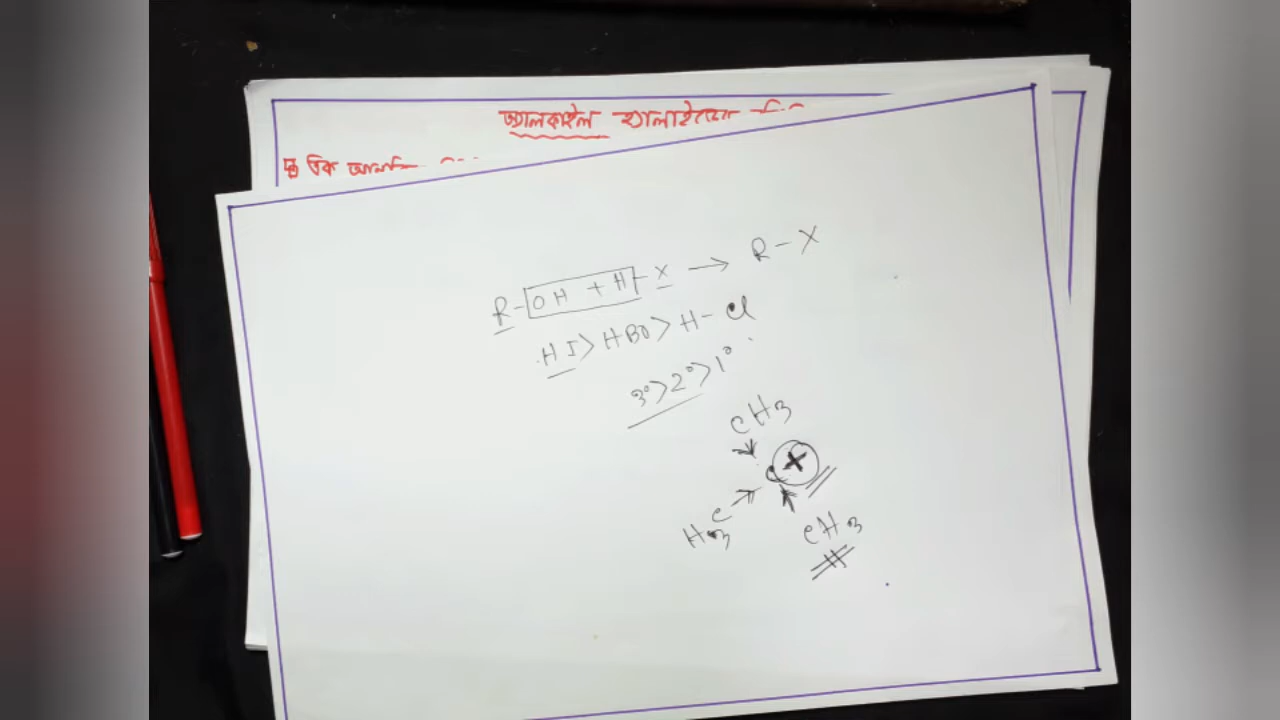 অ্যালকাইল হ্যালাইডের
R-OH + H-X → R-X
HI > HBr > H-Cl
3° > 2° > 1°
CH3
C +
H3C
CH3